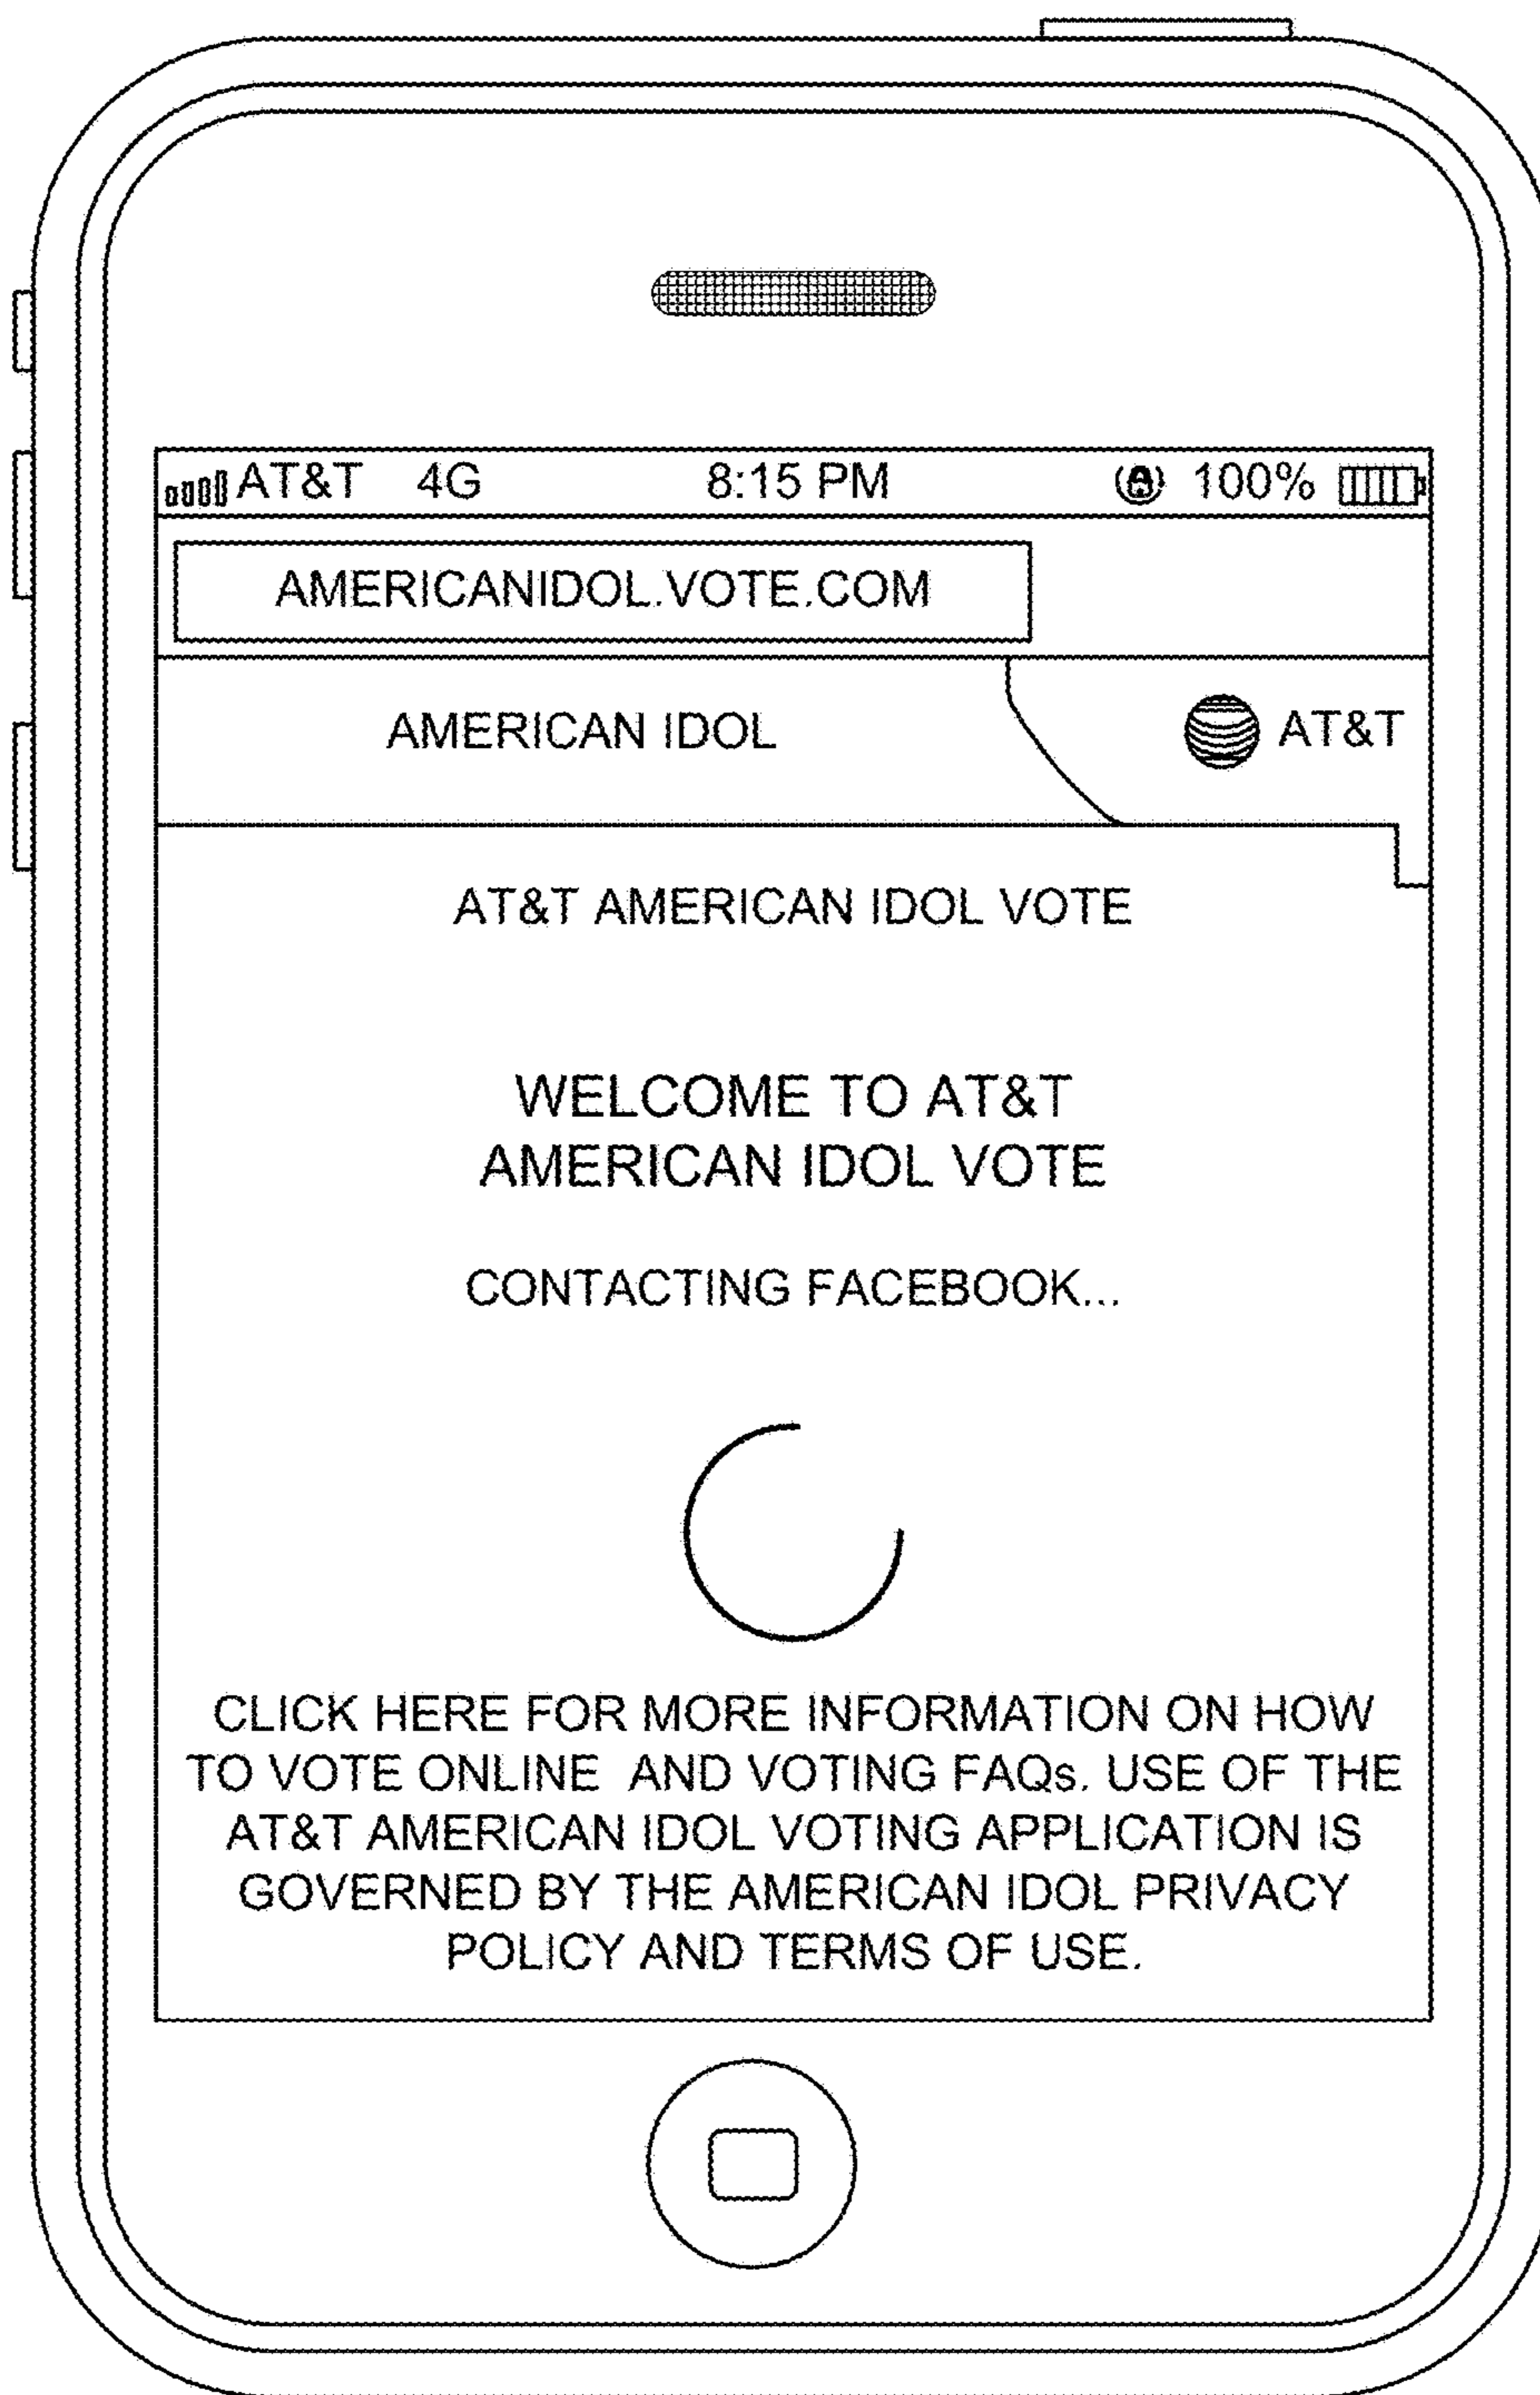 AT&T 4G 8:15 PM 100%
AMERICANIDOL.VOTE.COM
AMERICAN IDOL AT&T
AT&T AMERICAN IDOL VOTE
WELCOME TO AT&T
AMERICAN IDOL VOTE
CONTACTING FACEBOOK...
CLICK HERE FOR MORE INFORMATION ON HOW
TO VOTE ONLINE AND VOTING FAQs. USE OF THE
AT&T AMERICAN IDOL VOTING APPLICATION IS
GOVERNED BY THE AMERICAN IDOL PRIVACY
POLICY AND TERMS OF USE.